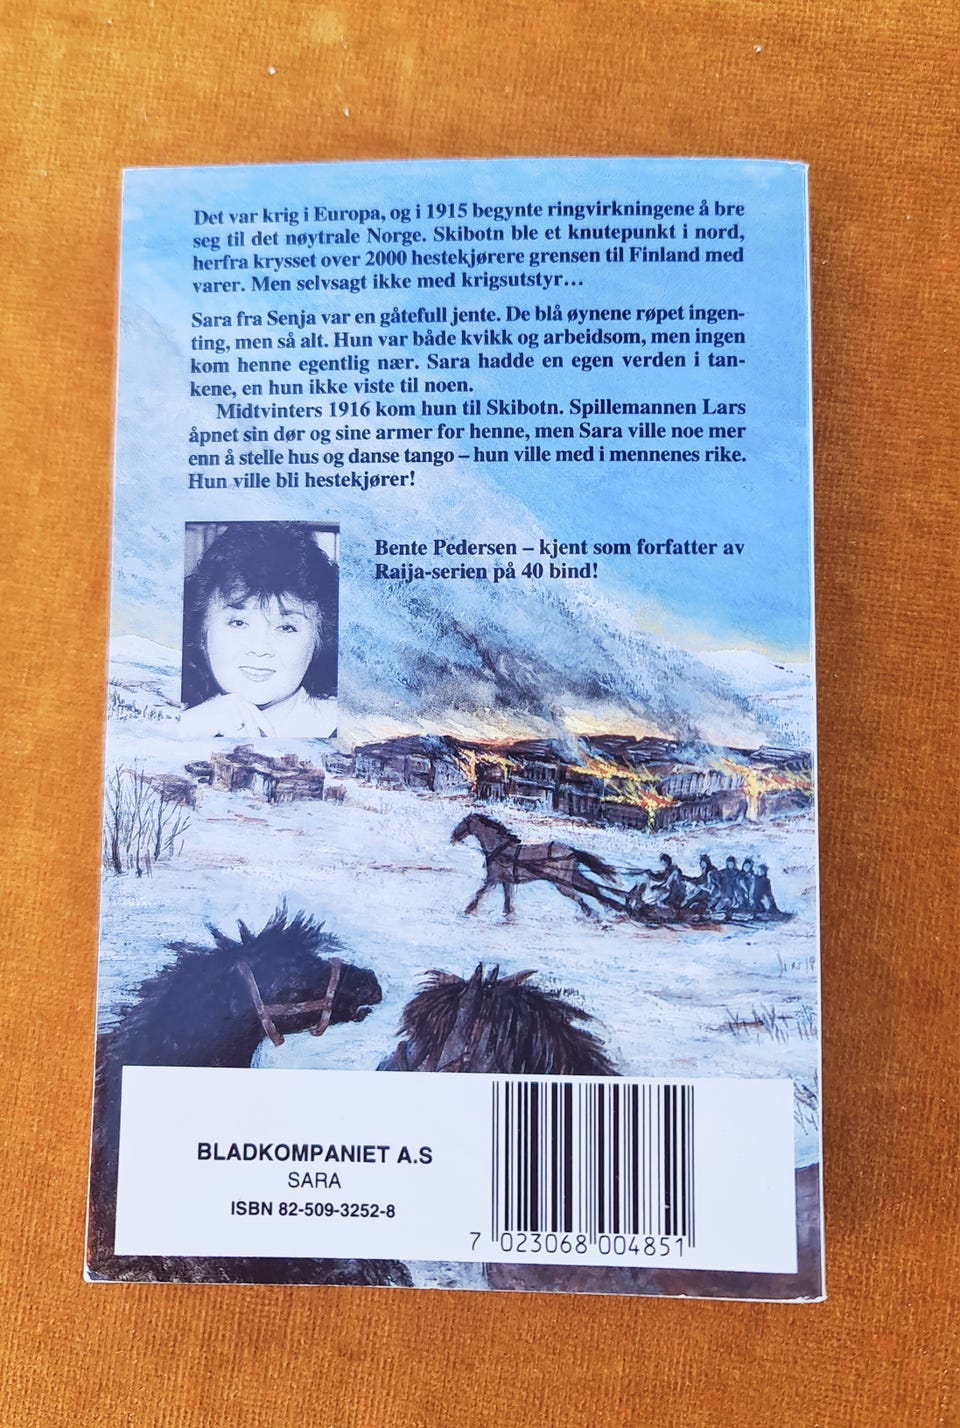 Det var krig i Europa, og i 1915 begynte ringvirkningene å bre
seg til det nøytrale Norge. Skibotn ble et knutepunkt i nord,
herfra krysset over 2000 hestekjørere grensen til Finland med
varer. Men selvsagt ikke med krigsutstyr…
Sara fra Senja var en gåtefull jente. De blå øynene røpet ingen-
ting, men så alt. Hun var både kvikk og arbeidsom, men ingen
kom henne egentlig nær. Sara hadde en egen verden i tan-
kene, en hun ikke viste til noen.
Midtvinters 1916 kom hun til Skibotn. Spillemannen Lars
åpnet sin dør og sine armer for henne, men Sara ville noe mer
enn å stelle hus og danse tango – hun ville med i mennenes rike.
Hun ville bli hestekjører!
Bente Pedersen – kjent som forfatter av
Raija-serien på 40 bind!
BLADKOMPANIET A.S
SARA
ISBN 82-509-3252-8
7 023068 004851